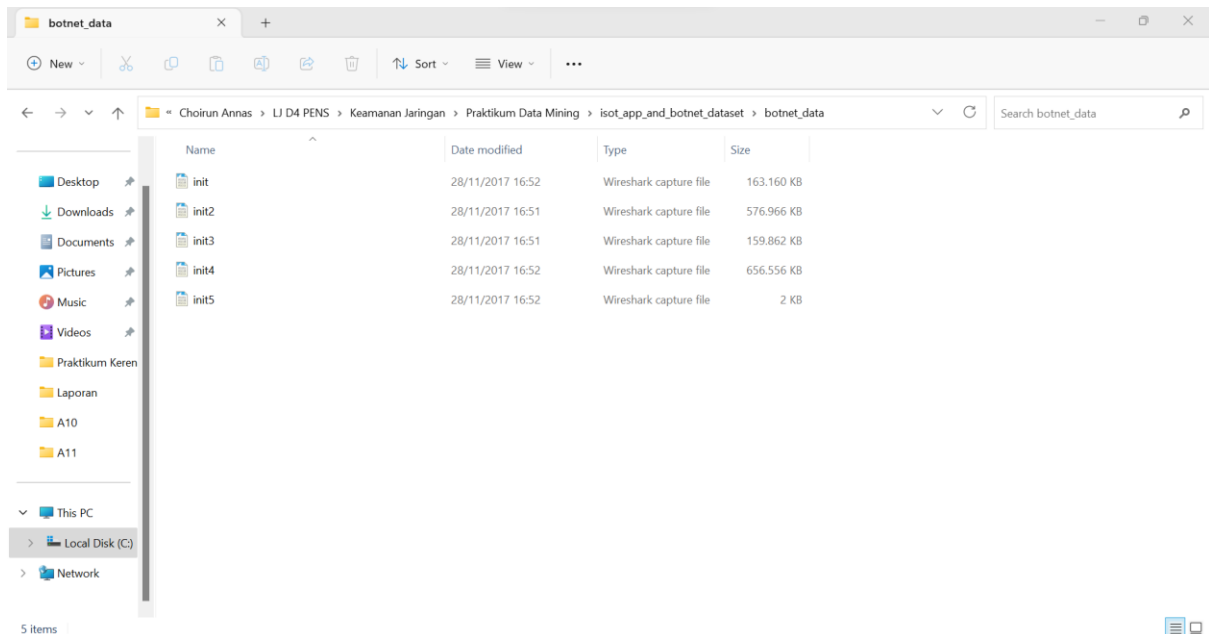 botnet_data
New
Sort
View
« Choirun Annas > LJ D4 PENS > Keamanan Jaringan > Praktikum Data Mining > isot_app_and_botnet_dataset > botnet_data
Search botnet_data
Name Date modified Type Size
Desktop
Downloads
Documents
Pictures
Music
Videos
Praktikum Keren
Laporan
A10
A11
This PC
Local Disk (C:)
Network
init 28/11/2017 16:52 Wireshark capture file 163.160 KB
init2 28/11/2017 16:51 Wireshark capture file 576.966 KB
init3 28/11/2017 16:51 Wireshark capture file 159.862 KB
init4 28/11/2017 16:52 Wireshark capture file 656.556 KB
init5 28/11/2017 16:52 Wireshark capture file 2 KB
5 items